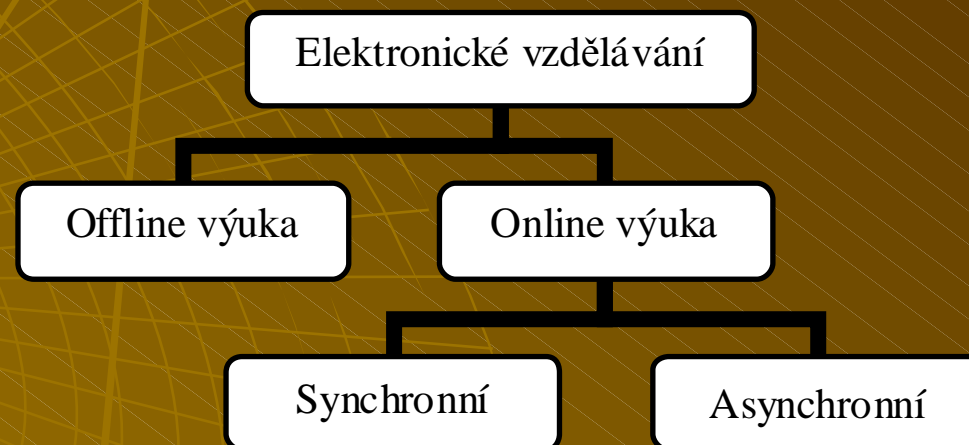 Elektronické vzdělávání
Offline výuka
Online výuka
Synchronní
Asynchronní